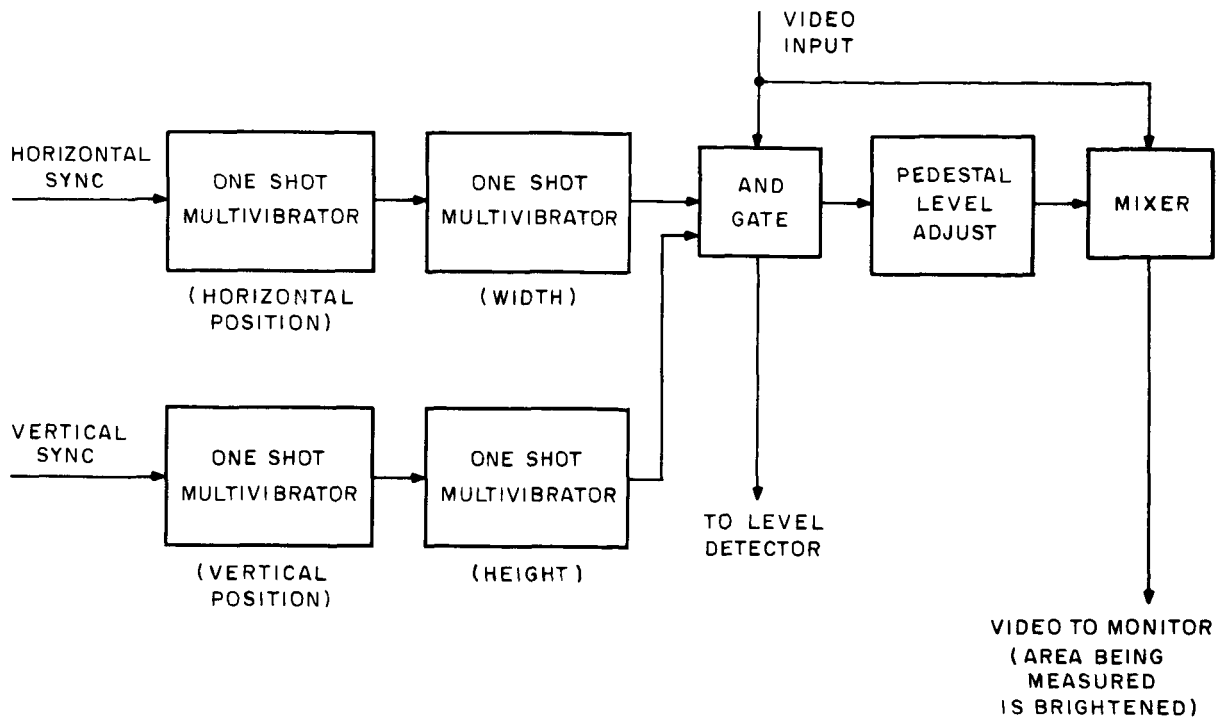 VIDEO
INPUT
HORIZONTAL
SYNC
ONE SHOT
MULTIVIBRATOR
ONE SHOT
MULTIVIBRATOR
AND
GATE
PEDESTAL
LEVEL
ADJUST
MIXER
(HORIZONTAL
POSITION)
(WIDTH)
VERTICAL
SYNC
ONE SHOT
MULTIVIBRATOR
ONE SHOT
MULTIVIBRATOR
TO LEVEL
DETECTOR
(VERTICAL
POSITION)
(HEIGHT)
VIDEO TO MONITOR
(AREA BEING
MEASURED
IS BRIGHTENED)